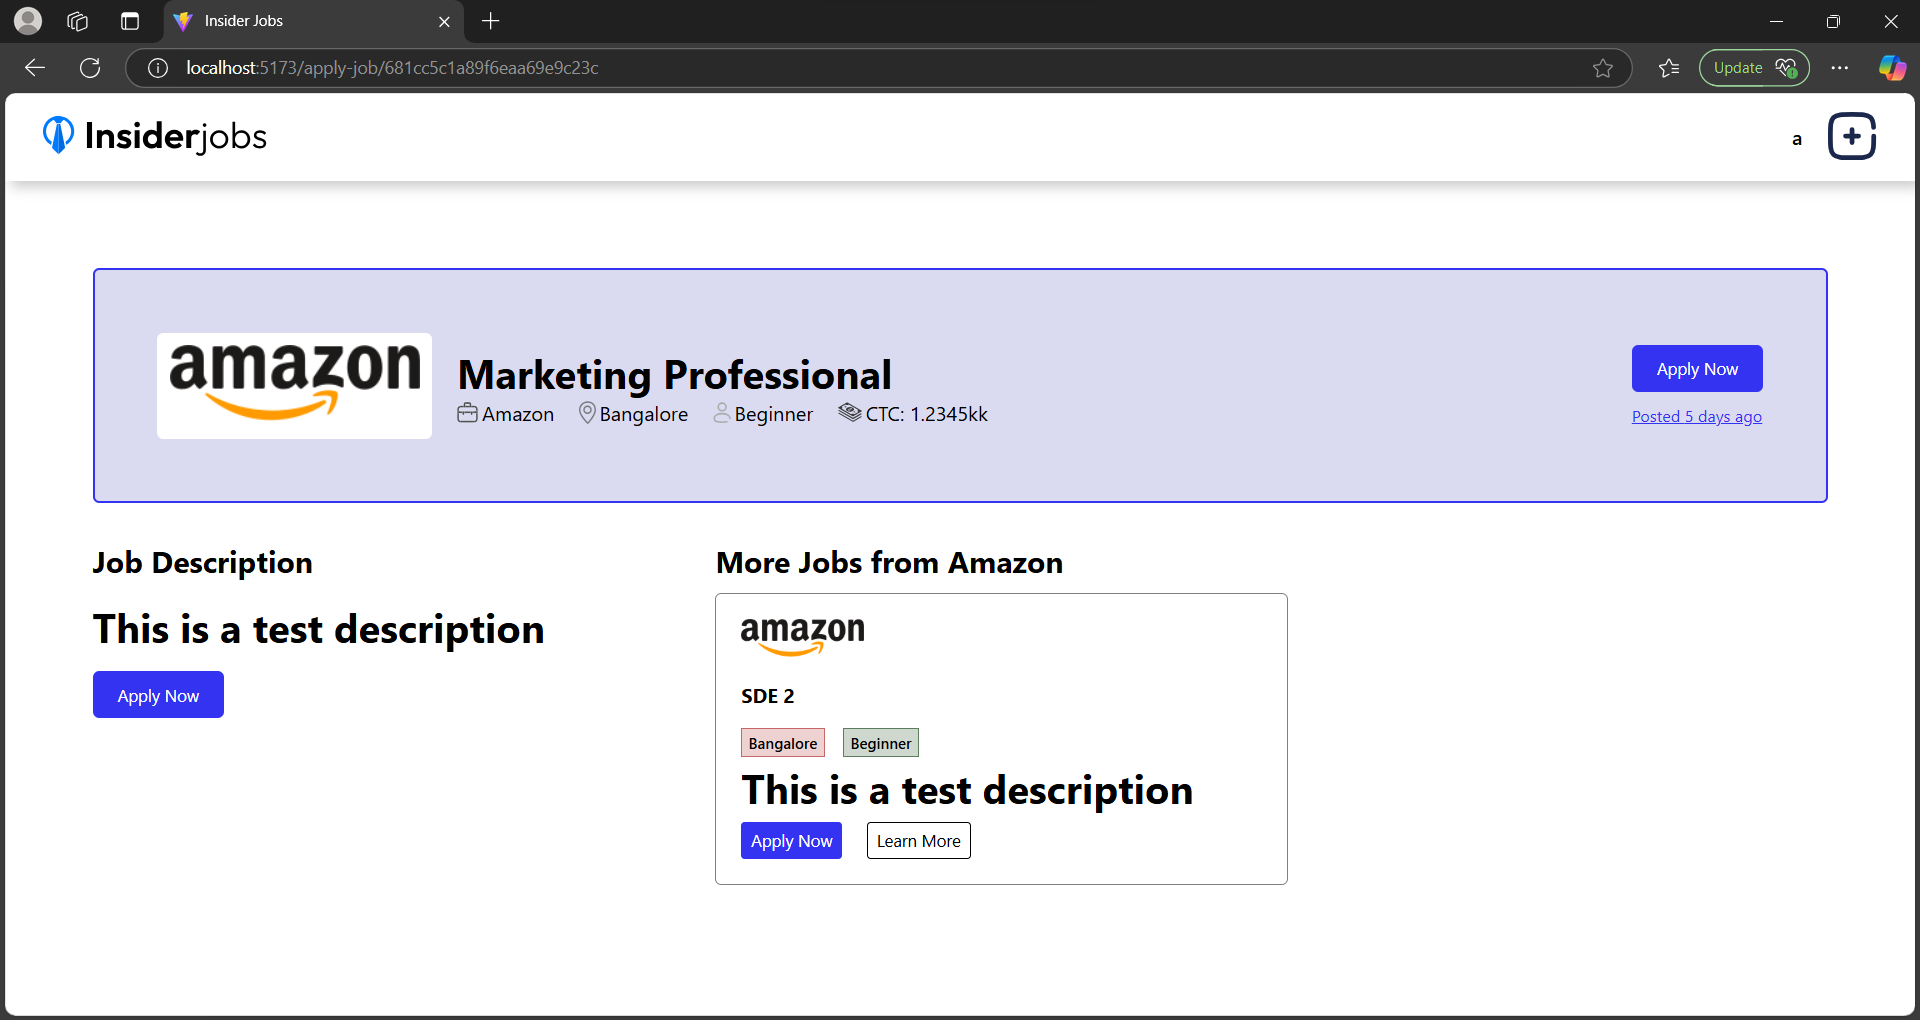 Insider Jobs
localhost:5173/apply-job/681cc5c1a89f6eaa69e9c23c
Update
Insiderjobs
a
amazon
Marketing Professional
Amazon Bangalore Beginner CTC: 1.2345kk
Apply Now
Posted 5 days ago
Job Description
This is a test description
Apply Now
More Jobs from Amazon
amazon
SDE 2
Bangalore Beginner
This is a test description
Apply Now Learn More